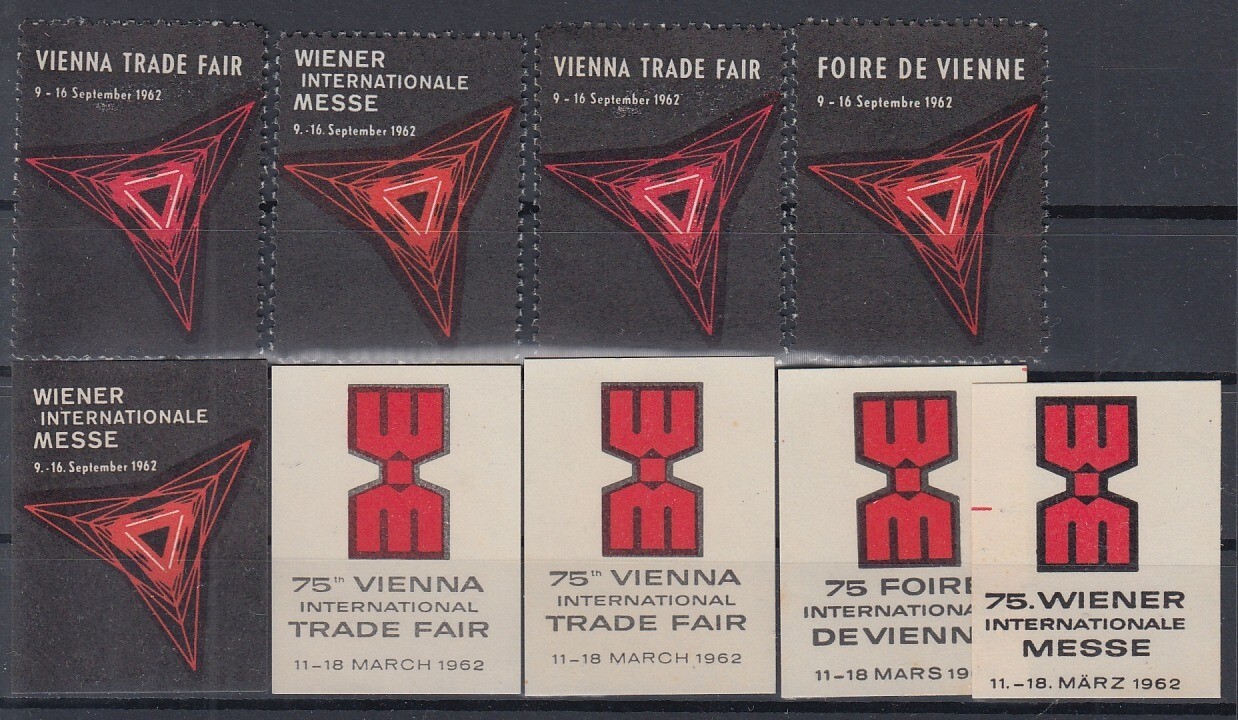 VIENNA TRADE FAIR
9 - 16 September 1962
WIENER
INTERNATIONALE
MESSE
9. - 16. September 1962
VIENNA TRADE FAIR
9 - 16 September 1962
FOIRE DE VIENNE
9 - 16 Septembre 1962
WIENER
INTERNATIONALE
MESSE
9. - 16. September 1962
W
M
75th VIENNA
INTERNATIONAL
TRADE FAIR
11–18 MARCH 1962
W
M
75th VIENNA
INTERNATIONAL
TRADE FAIR
11–18 MARCH 1962
W
M
75 FOIRE
INTERNATIONA
DE VIENN
11–18 MARS 19
W
M
75. WIENER
INTERNATIONALE
MESSE
11.–18. MÄRZ 1962